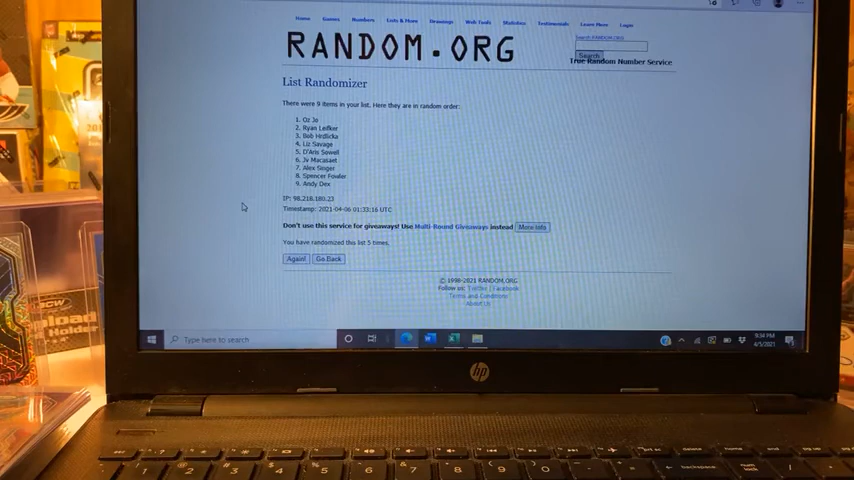 Home Games Numbers Lists & More Drawings Web Tools Statistics Testimonials Learn More Login
Search RANDOM.ORG
RANDOM.ORG
Search
True Random Number Service
List Randomizer
There were 9 items in your list. Here they are in random order:
1. Oz Jo
2. Ryan Leifker
3. Bob Hrdlicka
4. Liz Savage
5. D'Aris Sowell
6. Jv Macasaet
7. Alex Singer
8. Spencer Fowler
9. Andy Dex
IP: 98.218.180.23
Timestamp: 2021-04-06 01:33:16 UTC
Don't use this service for giveaways! Use Multi-Round Giveaways instead More info
You have randomized this list 5 times.
Again! Go Back
© 1998-2021 RANDOM.ORG
Follow us: Twitter | Facebook
Terms and Conditions
About Us
Type here to search
9:34 PM
4/5/2021
hp